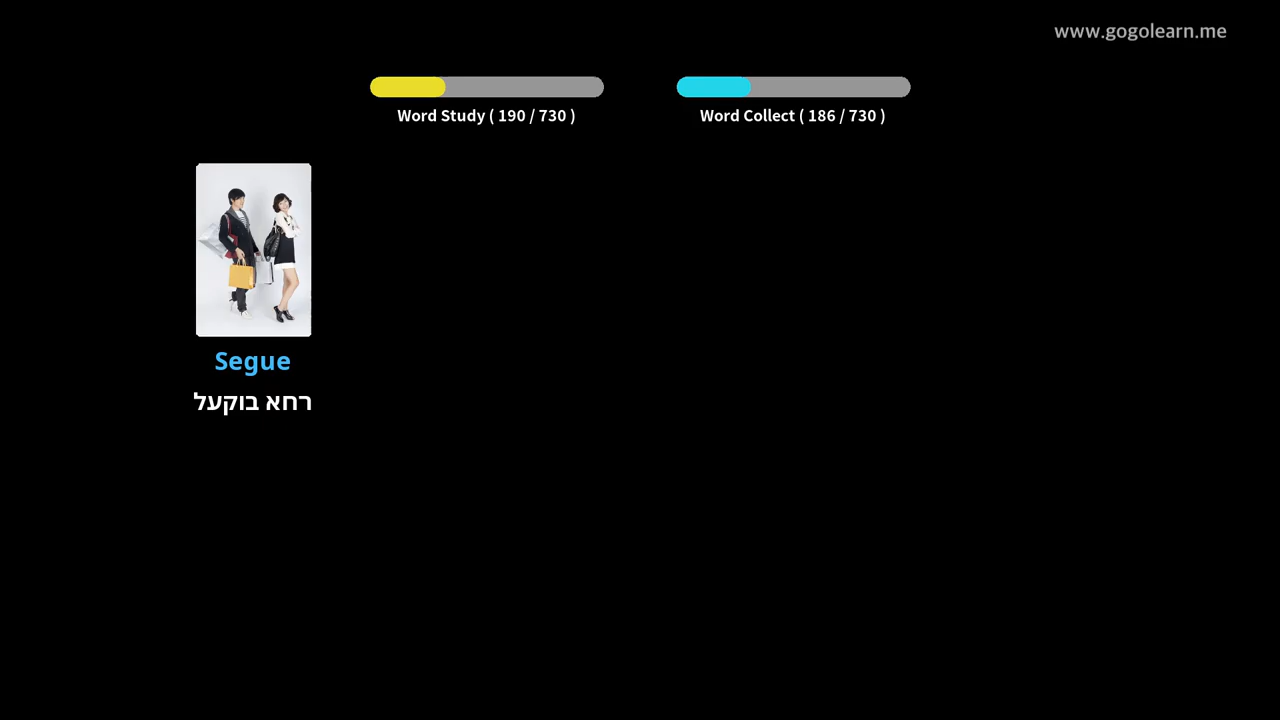 www.gogolearn.me
Word Study ( 190 / 730 )
Word Collect ( 186 / 730 )
Segue
רחא בוקעל